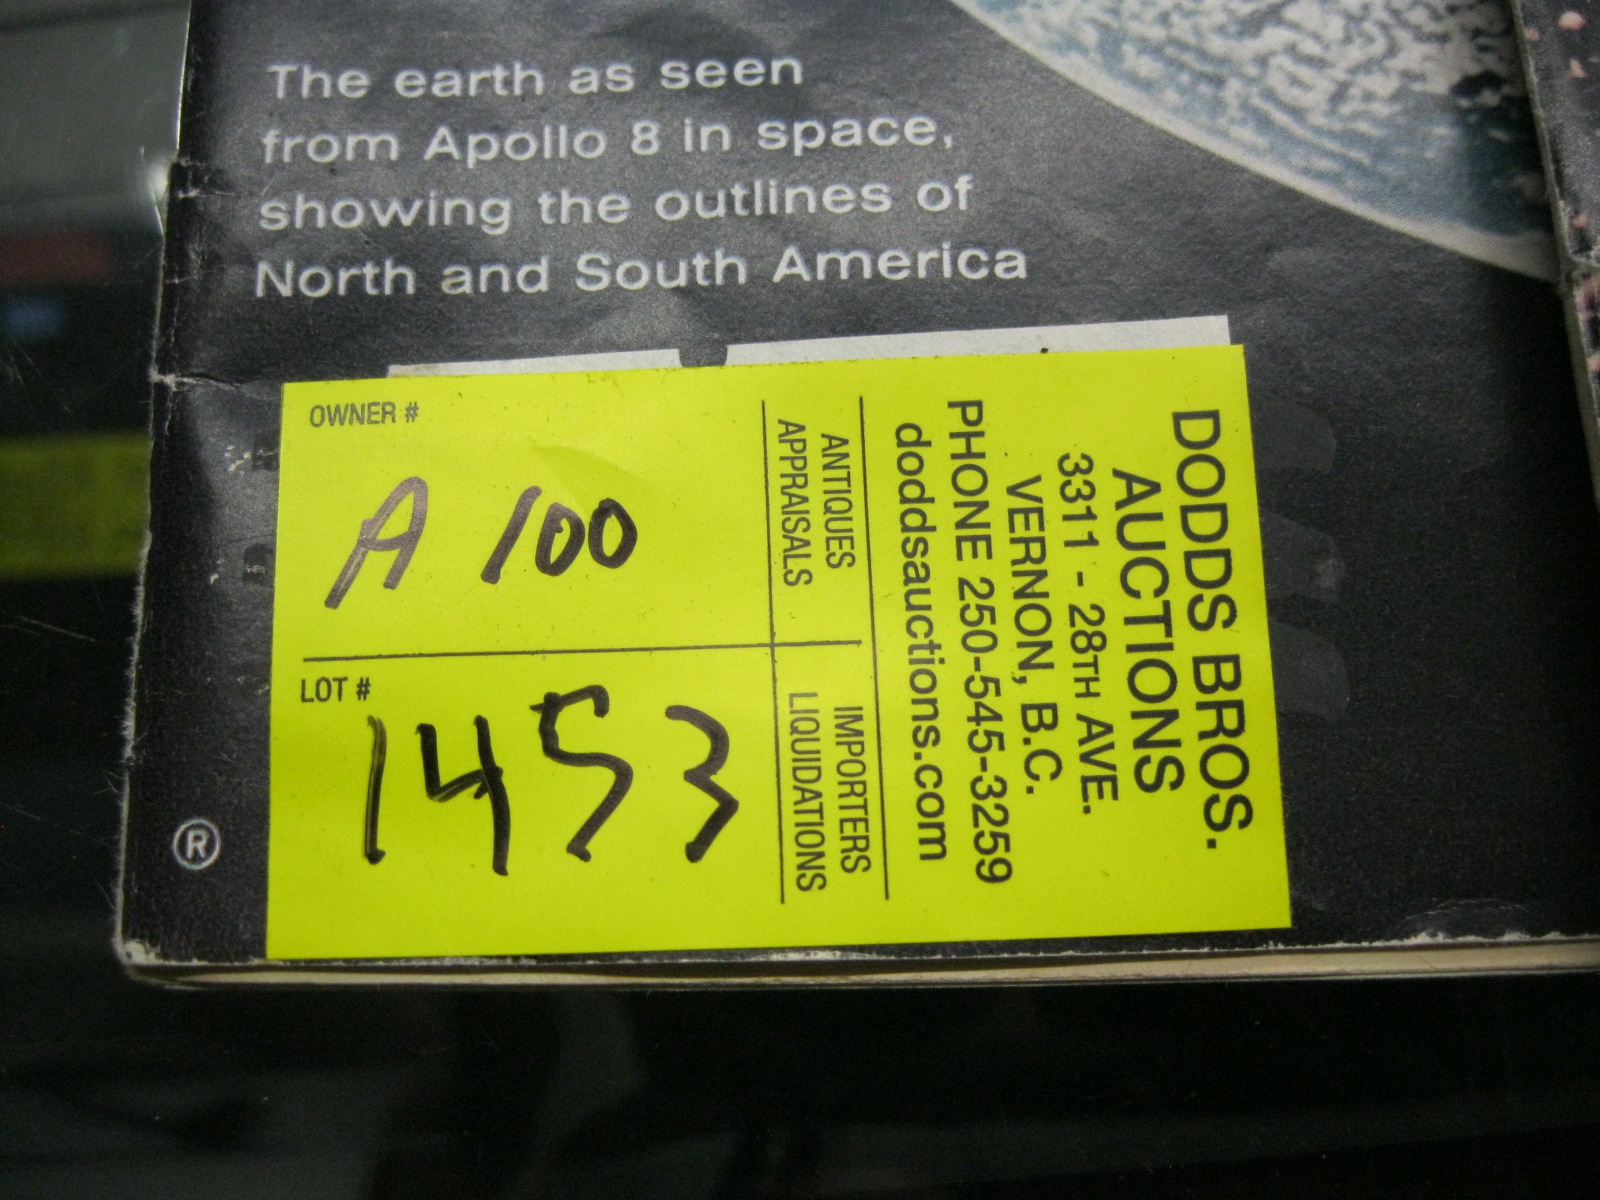 The earth as seen
from Apollo 8 in space,
showing the outlines of
North and South America
OWNER #
A 100
LOT #
1453
ANTIQUES
APPRAISALS
IMPORTERS
LIQUIDATIONS
DODDS BROS.
AUCTIONS
3311 - 28TH AVE.
VERNON, B.C.
PHONE 250-545-3259
doddsauctions.com
®